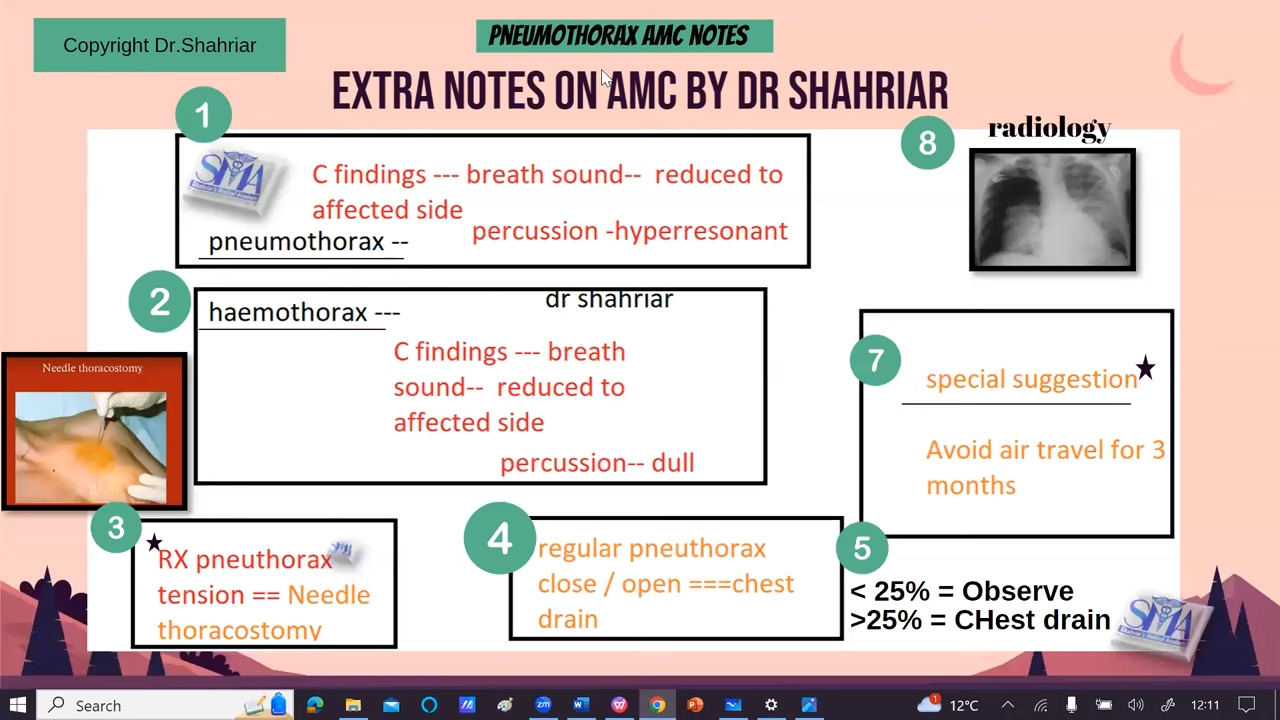 Copyright Dr.Shahriar
PNEUMOTHORAX AMC NOTES
EXTRA NOTES ON AMC BY DR SHAHRIAR
1
SMA
C findings --- breath sound-- reduced to
affected side
percussion -hyperresonant
pneumothorax --
2
haemothorax ---
dr shahriar
C findings --- breath
sound-- reduced to
affected side
percussion-- dull
Needle thoracostomy
3
RX pneuthorax
tension == Needle
thoracostomy
4
regular pneuthorax
close / open ===chest
drain
5
< 25% = Observe
>25% = CHest drain
SMA
7
special suggestion
Avoid air travel for 3
months
8
radiology
Search
1
12°C
12:11